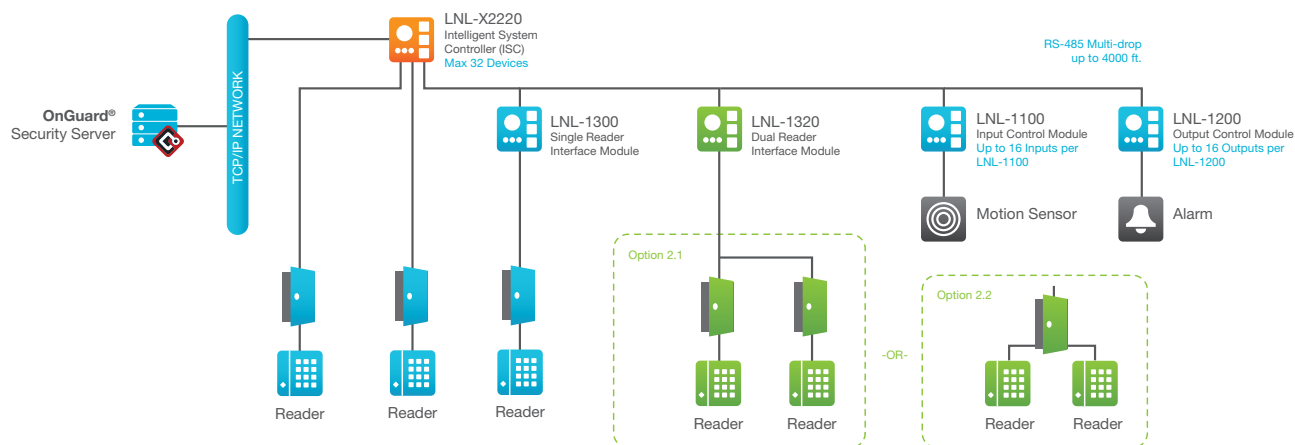 LNL-X2220
Intelligent System
Controller (ISC)
Max 32 Devices
RS-485 Multi-drop
up to 4000 ft.
OnGuard®
Security Server
TCP/IP NETWORK
LNL-1300
Single Reader
Interface Module
LNL-1320
Dual Reader
Interface Module
LNL-1100
Input Control Module
Up to 16 Inputs per
LNL-1100
LNL-1200
Output Control Module
Up to 16 Outputs per
LNL-1200
Motion Sensor
Alarm
Option 2.1
Option 2.2
-OR-
Reader
Reader
Reader
Reader
Reader
Reader
Reader